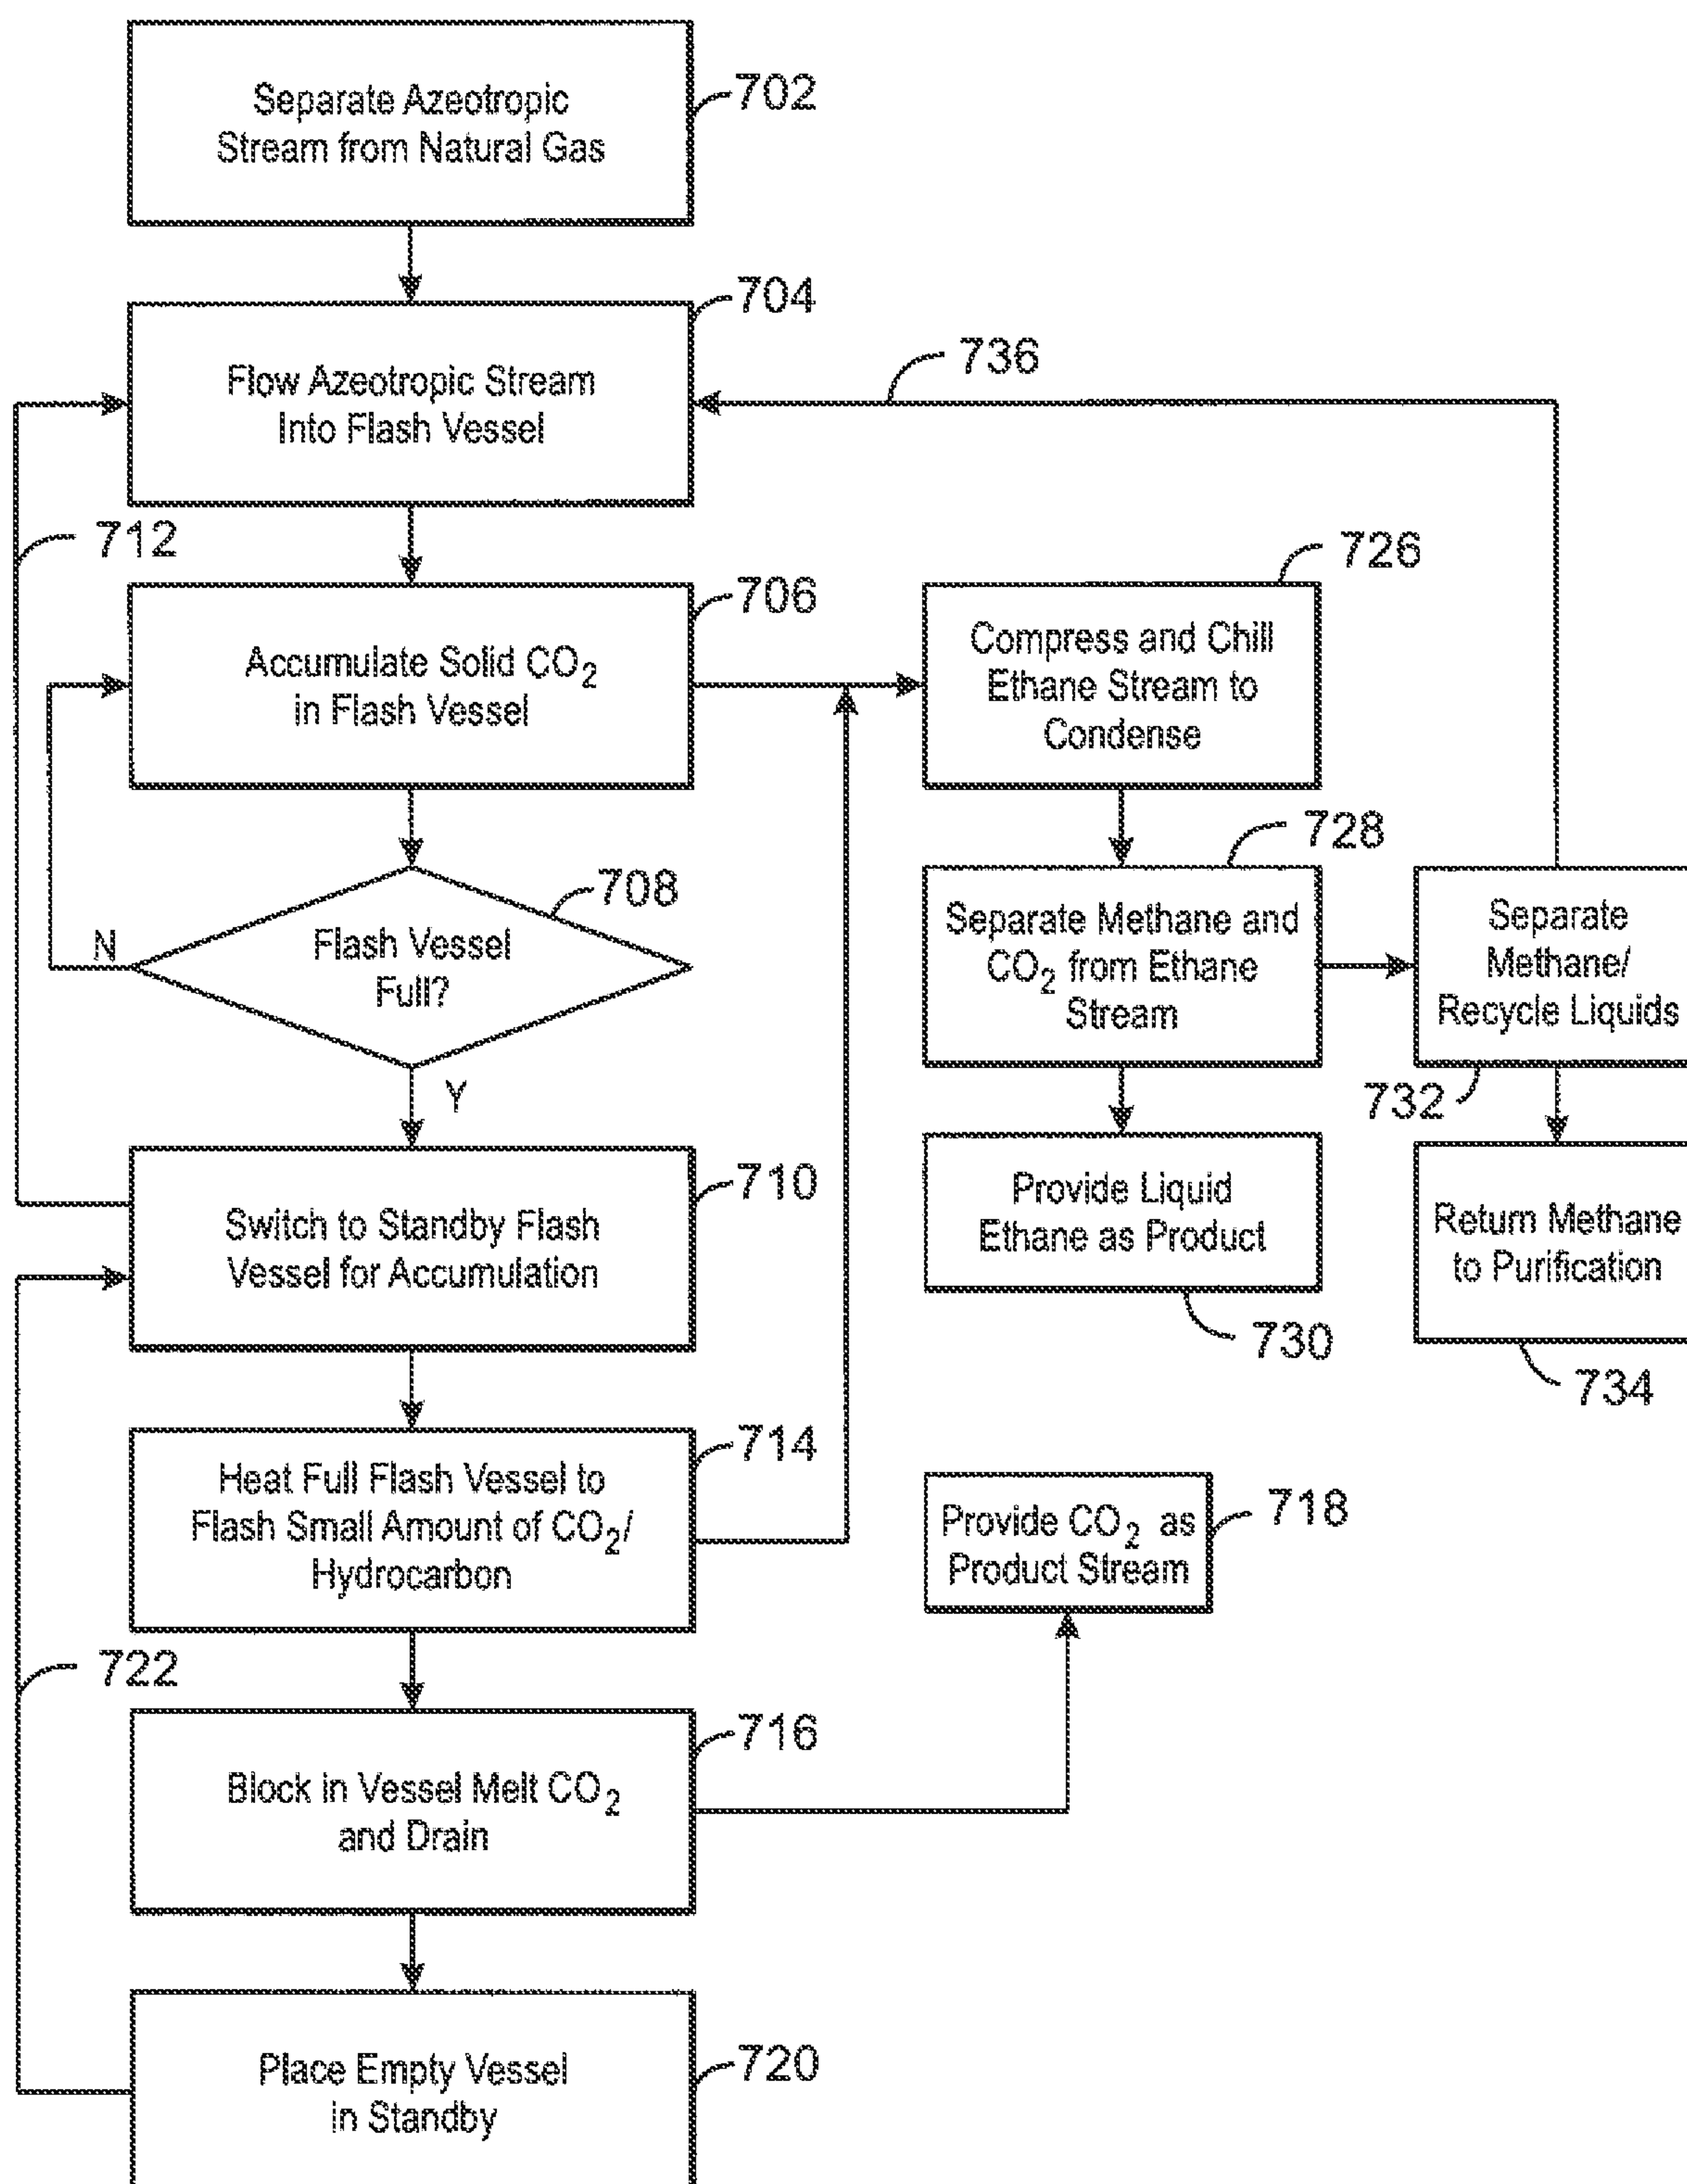 702
Separate Azeotropic
Stream from Natural Gas
704
Flow Azeotropic Stream
Into Flash Vessel
736
712
706
Accumulate Solid CO2
in Flash Vessel
726
Compress and Chill
Ethane Stream to
Condense
708
Flash Vessel
Full?
N
Y
728
Separate Methane and
CO2 from Ethane
Stream
Separate
Methane/
Recycle Liquids
732
710
Switch to Standby Flash
Vessel for Accumulation
Provide Liquid
Ethane as Product
730
Return Methane
to Purification
734
714
Heat Full Flash Vessel to
Flash Small Amount of CO2/
Hydrocarbon
718
Provide CO2 as
Product Stream
722
716
Block in Vessel Melt CO2
and Drain
720
Place Empty Vessel
in Standby